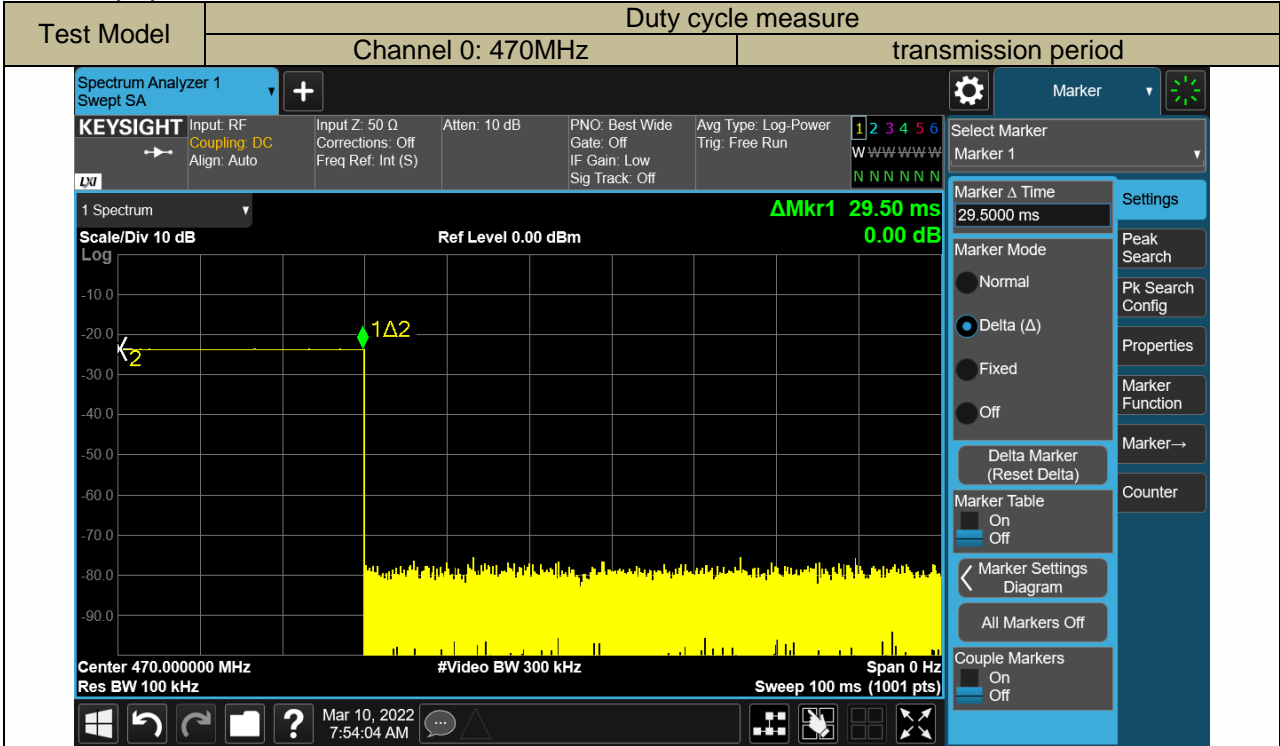 Test Model
Duty cycle measure
Channel 0: 470MHz
transmission period
Spectrum Analyzer 1
Swept SA
Marker
KEYSIGHT
LXI
Input: RF
Coupling: DC
Align: Auto
Input Z: 50 Ω
Corrections: Off
Freq Ref: Int (S)
Atten: 10 dB
PNO: Best Wide
Gate: Off
IF Gain: Low
Sig Track: Off
Avg Type: Log-Power
Trig: Free Run
1 2 3 4 5 6
W W W W W W
N N N N N N
Select Marker
Marker 1
1 Spectrum
Scale/Div 10 dB
Ref Level 0.00 dBm
ΔMkr1 29.50 ms
0.00 dB
Log
-10.0
-20.0
-30.0
-40.0
-50.0
-60.0
-70.0
-80.0
-90.0
1Δ2
2
Center 470.000000 MHz
#Video BW 300 kHz
Span 0 Hz
Res BW 100 kHz
Sweep 100 ms (1001 pts)
Marker Δ Time
29.5000 ms
Marker Mode
Normal
Delta (Δ)
Fixed
Off
Delta Marker
(Reset Delta)
Marker Table
On
Off
Marker Settings
Diagram
All Markers Off
Couple Markers
On
Off
Settings
Peak
Search
Pk Search
Config
Properties
Marker
Function
Marker→
Counter
?
Mar 10, 2022
7:54:04 AM